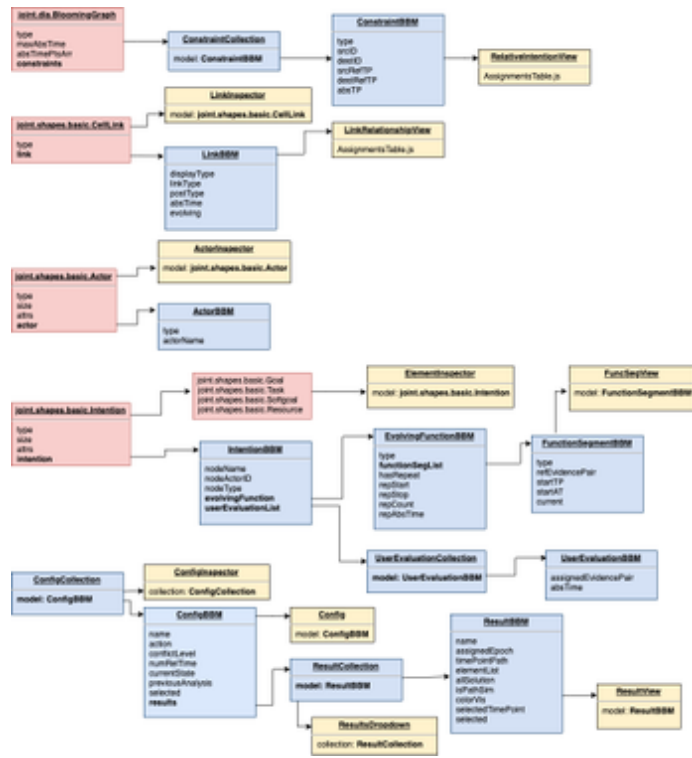 joint.dia.BloomingGraph
type
maxAbsTime
absTimePtsArr
constraints
ConstraintCollection
model: ConstraintBBM
ConstraintBBM
type
srcID
destID
srcRefTP
destRefTP
absTP
RelativeIntentionView
AssignmentsTable.js
LinkInspector
model: joint.shapes.basic.CellLink
joint.shapes.basic.CellLink
type
link
LinkBBM
displayType
linkType
postType
absTime
evolving
LinkRelationshipView
AssignmentsTable.js
ActorInspector
model: joint.shapes.basic.Actor
joint.shapes.basic.Actor
type
size
attrs
actor
ActorBBM
type
actorName
joint.shapes.basic.Goal
joint.shapes.basic.Task
joint.shapes.basic.Softgoal
joint.shapes.basic.Resource
ElementInspector
model: joint.shapes.basic.Intention
FuncSegView
model: FunctionSegmentBBM
joint.shapes.basic.Intention
type
size
attrs
intention
IntentionBBM
nodeName
nodeActorID
nodeType
evolvingFunction
userEvaluationList
EvolvingFunctionBBM
type
functionSegList
hasRepeat
repStart
repStop
repCount
repAbsTime
FunctionSegmentBBM
type
refEvidencePair
startTP
startAT
current
UserEvaluationCollection
model: UserEvaluationBBM
UserEvaluationBBM
assignedEvidencePair
absTime
ConfigCollection
model: ConfigBBM
ConfigInspector
collection: ConfigCollection
ConfigBBM
name
action
conflictLevel
numRelTime
currentState
previousAnalysis
selected
results
Config
model: ConfigBBM
ResultCollection
model: ResultBBM
ResultsDropdown
collection: ResultCollection
ResultBBM
name
assignedEpoch
timePointPath
elementList
allSolution
isPathSim
colorVis
selectedTimePoint
selected
ResultView
model: ResultBBM